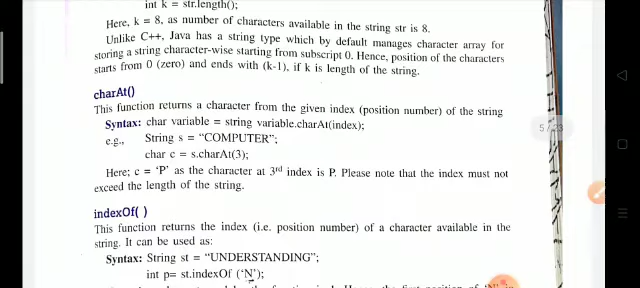 int k = str.length();
Here, k = 8, as number of characters available in the string str is 8.
Unlike C++, Java has a string type which by default manages character array for
storing a string character-wise starting from subscript 0. Hence, position of the characters
starts from 0 (zero) and ends with (k-1), if k is length of the string.
charAt()
This function returns a character from the given index (position number) of the string
Syntax: char variable = string variable.charAt(index);
e.g., String s = "COMPUTER";
char c = s.charAt(3);
Here; c = 'P' as the character at 3rd index is P. Please note that the index must not
exceed the length of the string.
5 / 23
indexOf( )
This function returns the index (i.e. position number) of a character available in the
string. It can be used as:
Syntax: String st = "UNDERSTANDING";
int p= st.indexOf ('N');